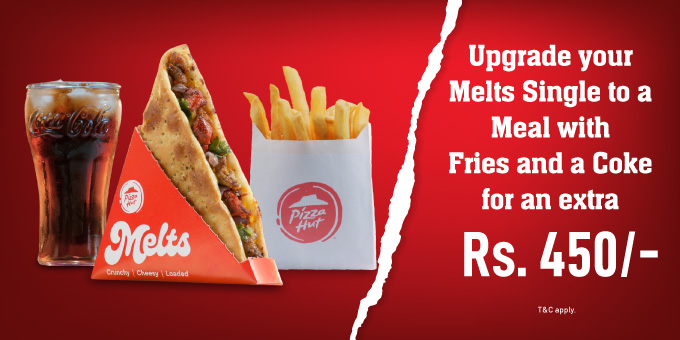 Coca-Cola
Pizza
Hut
Melts
Crunchy | Cheesy | Loaded
Pizza
Hut
Upgrade your
Melts Single to a
Meal with
Fries and a Coke
for an extra
Rs. 450/-
T&C apply.